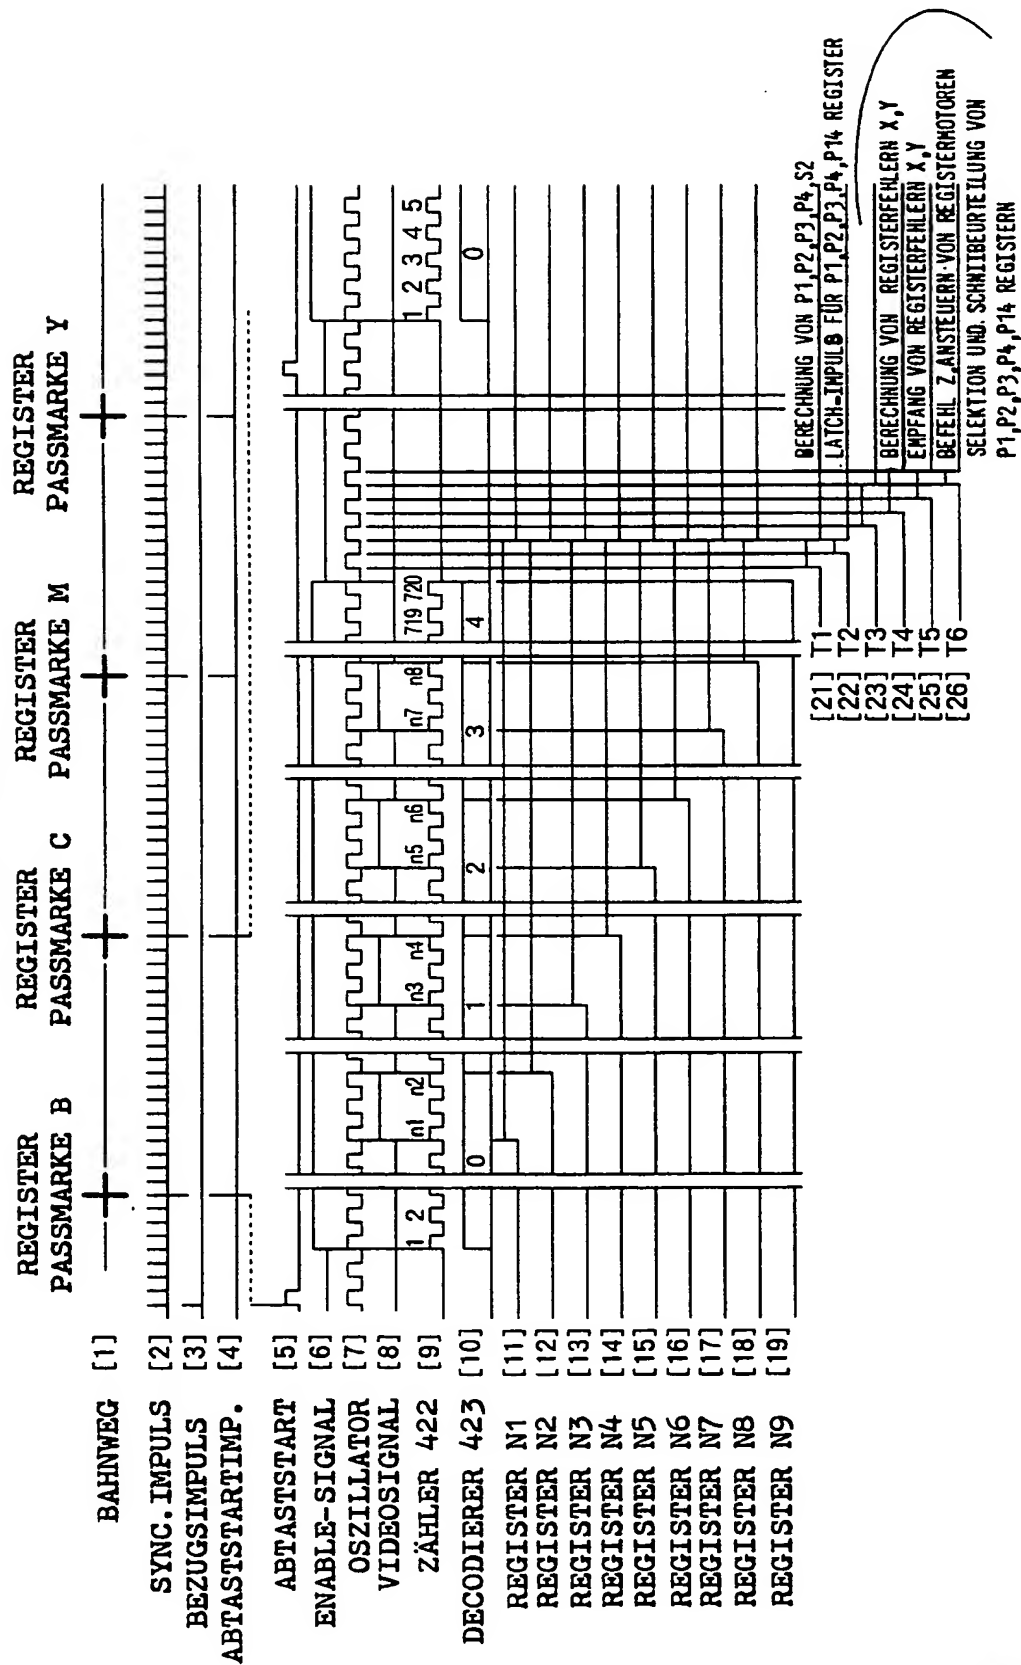 REGISTER
PASSMARKE B
REGISTER
PASSMARKE C
REGISTER
PASSMARKE M
REGISTER
PASSMARKE Y
BAHNWEG [1]
SYNC.IMPULS [2]
BEZUGSIMPULS [3]
ABTASTSTARTIMP. [4]
ABTASTSTART [5]
ENABLE-SIGNAL [6]
OSZILLATOR [7]
VIDEOSIGNAL [8]
ZÄHLER 422 [9]
1 2 n1 n2 n3 n4 n5 n6 n7 n8 719 720 1 2 3 4 5
DECODIERER 423 [10]
0 1 2 3 4 0
REGISTER N1 [11]
REGISTER N2 [12]
REGISTER N3 [13]
REGISTER N4 [14]
REGISTER N5 [15]
REGISTER N6 [16]
REGISTER N7 [17]
REGISTER N8 [18]
REGISTER N9 [19]
[21] T1 BERECHNUNG VON P1,P2,P3,P4,S2
[22] T2 LATCH-IMPULS FÜR P1,P2,P3,P4,P14 REGISTER
[23] T3 BERECHNUNG VON REGISTERFEHLERN X,Y
[24] T4 EMPFANG VON REGISTERFEHLERN X,Y
[25] T5 BEFEHL Z,ANSTEUERN VON REGISTERMOTOREN
[26] T6 SELEKTION UND SCHNIBEURTEILUNG VON
P1,P2,P3,P4,P14 REGISTERN